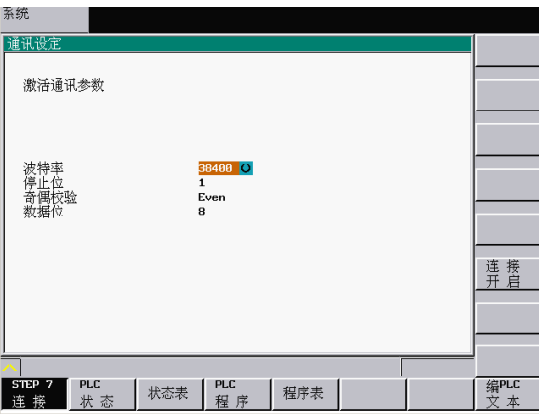 系统
通讯设定
激活通讯参数
波特率 38400
停止位 1
奇偶校验 Even
数据位 8
连接
开启
STEP 7
连接
PLC
状态
状态表
PLC
程序
程序表
编PLC
文本